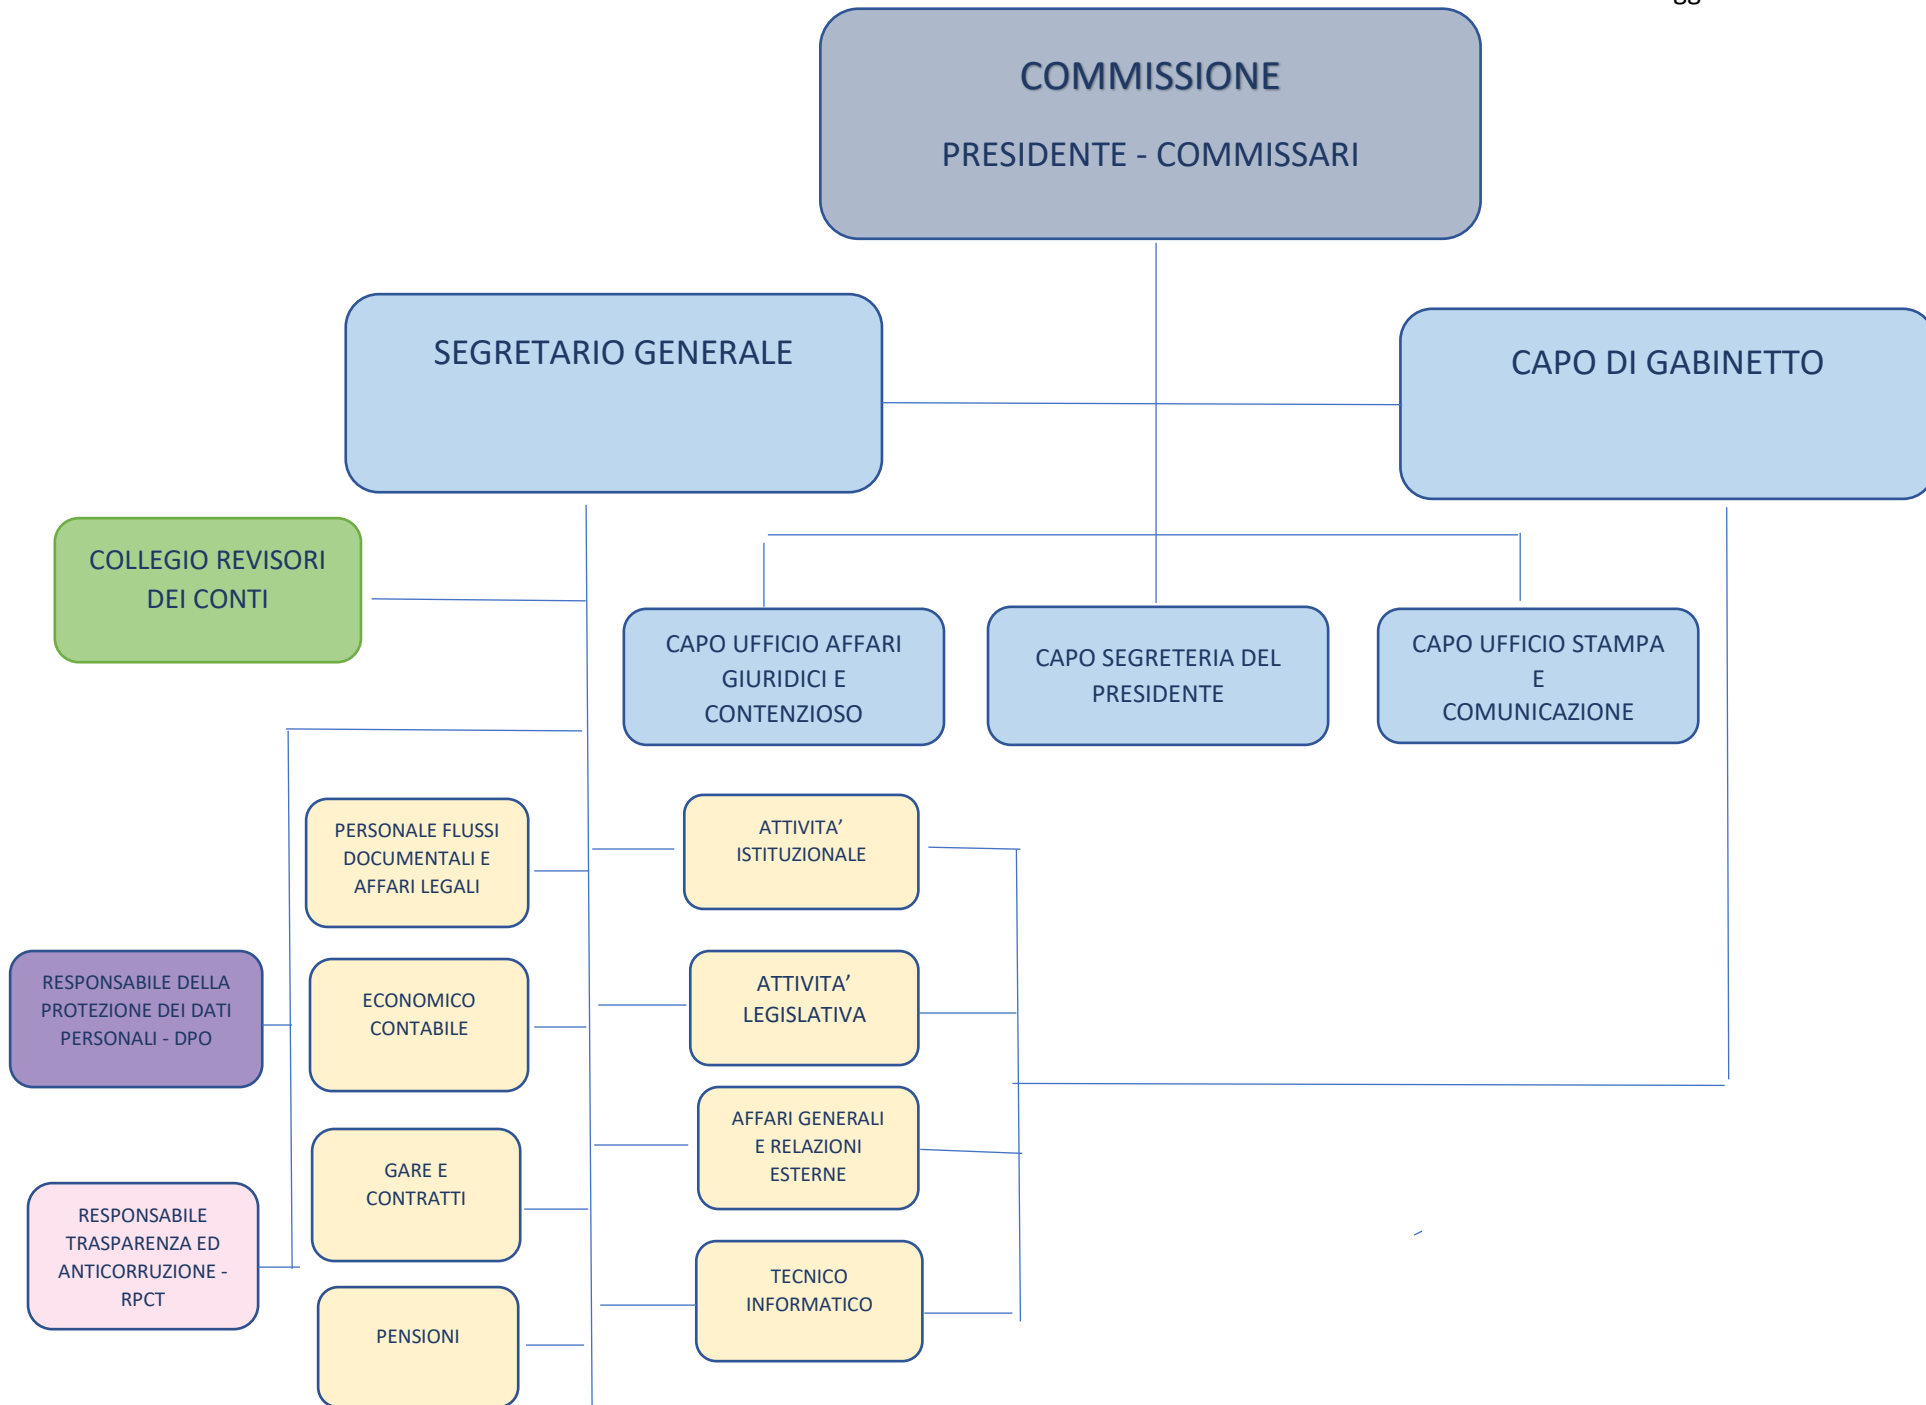 COMMISSIONE
PRESIDENTE - COMMISSARI
SEGRETARIO GENERALE
CAPO DI GABINETTO
COLLEGIO REVISORI
DEI CONTI
CAPO UFFICIO AFFARI
GIURIDICI E
CONTENZIOSO
CAPO SEGRETERIA DEL
PRESIDENTE
CAPO UFFICIO STAMPA
E
COMUNICAZIONE
PERSONALE FLUSSI
DOCUMENTALI E
AFFARI LEGALI
ATTIVITA’
ISTITUZIONALE
RESPONSABILE DELLA
PROTEZIONE DEI DATI
PERSONALI - DPO
ECONOMICO
CONTABILE
ATTIVITA’
LEGISLATIVA
GARE E
CONTRATTI
AFFARI GENERALI
E RELAZIONI
ESTERNE
RESPONSABILE
TRASPARENZA ED
ANTICORRUZIONE -
RPCT
PENSIONI
TECNICO
INFORMATICO